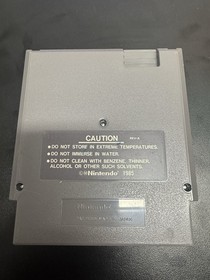 CAUTION
●DO NOT STORE IN EXTREME TEMPERATURES.
●DO NOT IMMERSE IN WATER.
●DO NOT CLEAN WITH BENZENE, THINNER,
ALCOHOL OR OTHER SUCH SOLVENTS.
©Nintendo 1985